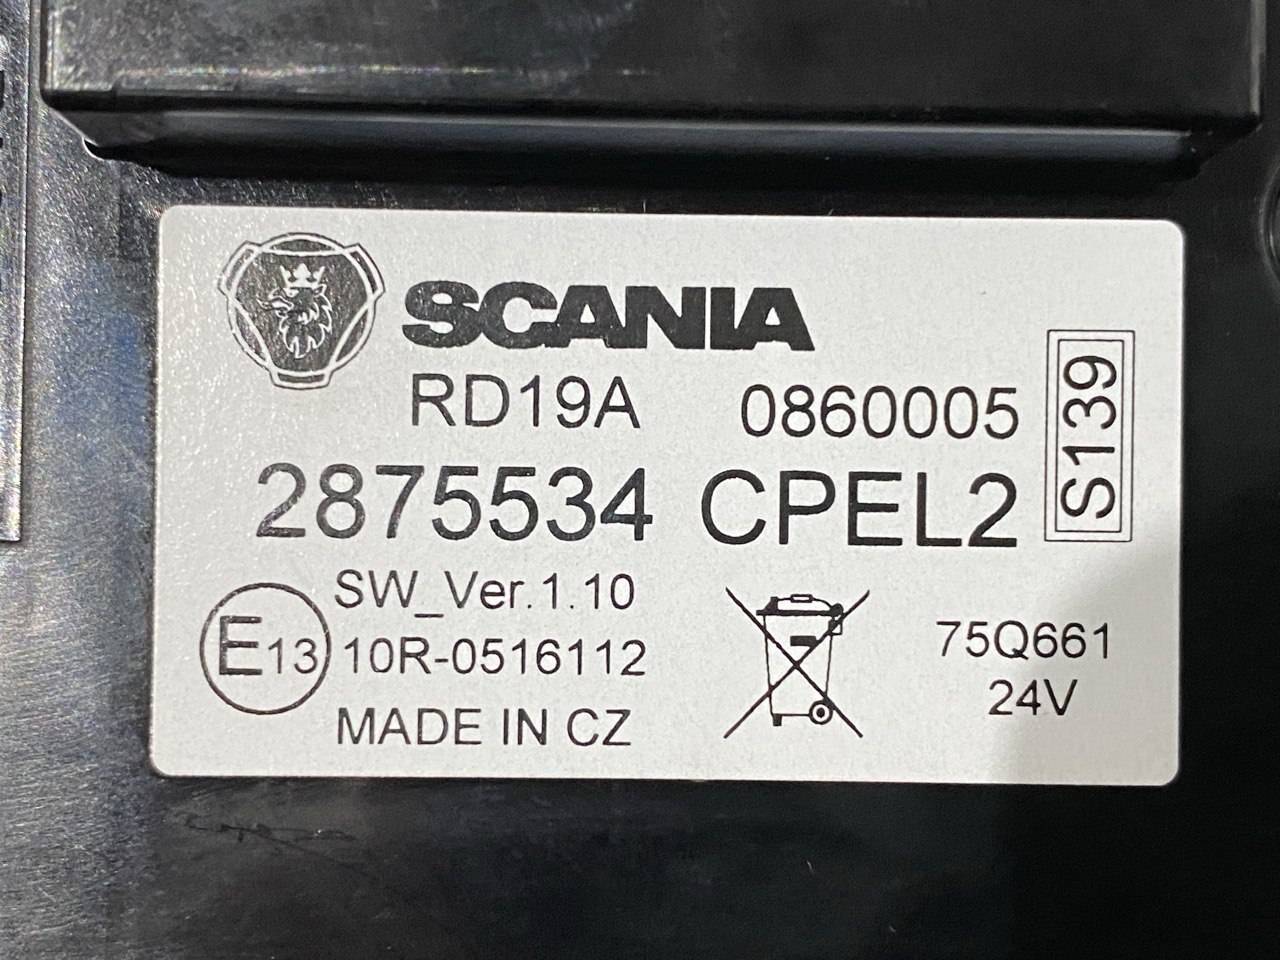 SCANIA
RD19A 0860005
S139
2875534 CPEL2
SW_Ver.1.10
E13 10R-0516112
MADE IN CZ
75Q661
24V